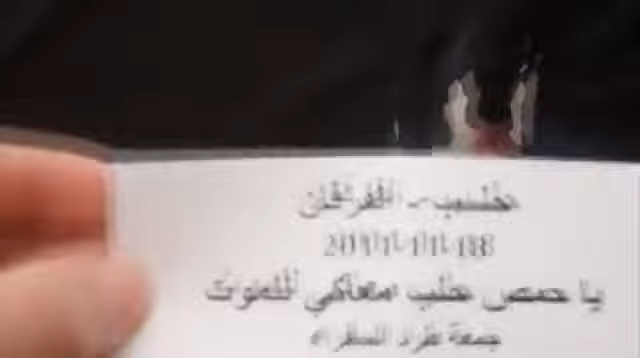 حلب - الفرقان
2011-11-18
يا حمص حلب معاكي للموت
جمعة طرد السفراء